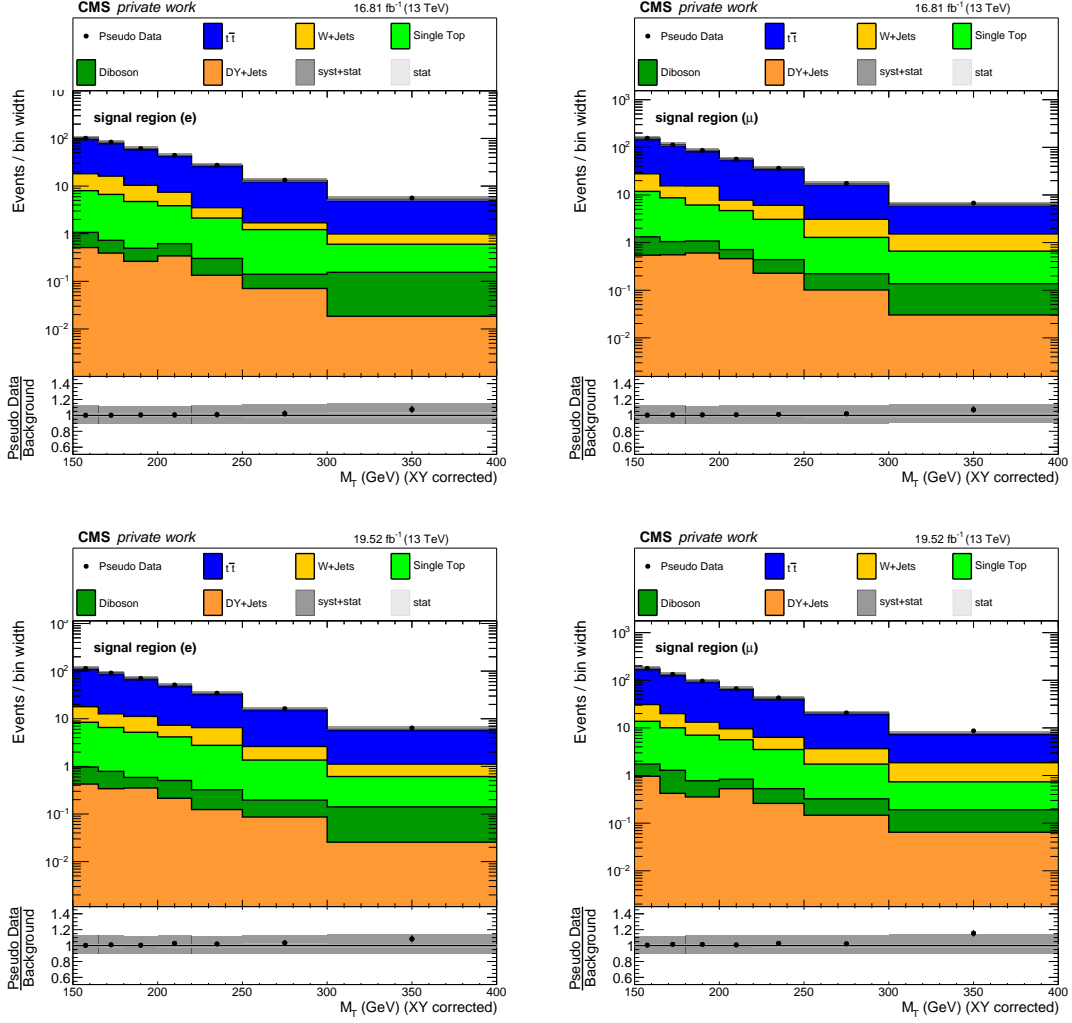 CMS private work 16.81 fb⁻¹ (13 TeV)
Pseudo Data tt̅ W+Jets Single Top
Diboson DY+Jets syst+stat stat
signal region (e)
Events / bin width
10
10²
10
1
10⁻¹
10⁻²
Pseudo Data
Background
1.4
1.2
1
0.8
0.6
150 200 250 300 350 400
M_T (GeV) (XY corrected)
CMS private work 16.81 fb⁻¹ (13 TeV)
Pseudo Data tt̅ W+Jets Single Top
Diboson DY+Jets syst+stat stat
signal region (μ)
Events / bin width
10³
10²
10
1
10⁻¹
10⁻²
Pseudo Data
Background
1.4
1.2
1
0.8
0.6
150 200 250 300 350 400
M_T (GeV) (XY corrected)
CMS private work 19.52 fb⁻¹ (13 TeV)
Pseudo Data tt̅ W+Jets Single Top
Diboson DY+Jets syst+stat stat
signal region (e)
Events / bin width
10³
10²
10
1
10⁻¹
10⁻²
Pseudo Data
Background
1.4
1.2
1
0.8
0.6
150 200 250 300 350 400
M_T (GeV) (XY corrected)
CMS private work 19.52 fb⁻¹ (13 TeV)
Pseudo Data tt̅ W+Jets Single Top
Diboson DY+Jets syst+stat stat
signal region (μ)
Events / bin width
10³
10²
10
1
10⁻¹
10⁻²
Pseudo Data
Background
1.4
1.2
1
0.8
0.6
150 200 250 300 350 400
M_T (GeV) (XY corrected)